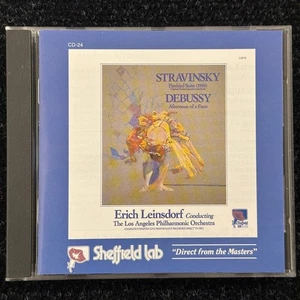 CD-24
STRAVINSKY
Firebird Suite (1910)
DEBUSSY
Afternoon of a Faun
Erich Leinsdorf Conducting
The Los Angeles Philharmonic Orchestra
Sheffield Lab
"Direct from the Masters"